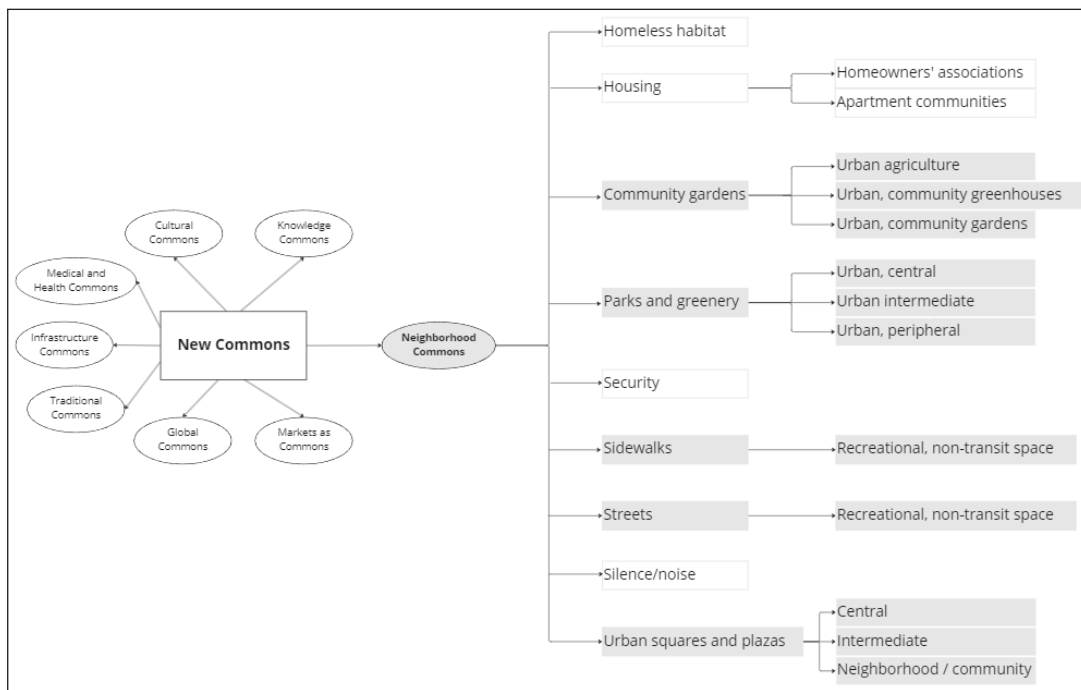 Cultural
Commons
Knowledge
Commons
Medical and
Health Commons
Infrastructure
Commons
Traditional
Commons
Global
Commons
Markets as
Commons
New Commons
Neighborhood
Commons
Homeless habitat
Housing
Homeowners' associations
Apartment communities
Community gardens
Urban agriculture
Urban, community greenhouses
Urban, community gardens
Parks and greenery
Urban, central
Urban intermediate
Urban, peripheral
Security
Sidewalks
Recreational, non-transit space
Streets
Recreational, non-transit space
Silence/noise
Urban squares and plazas
Central
Intermediate
Neighborhood / community